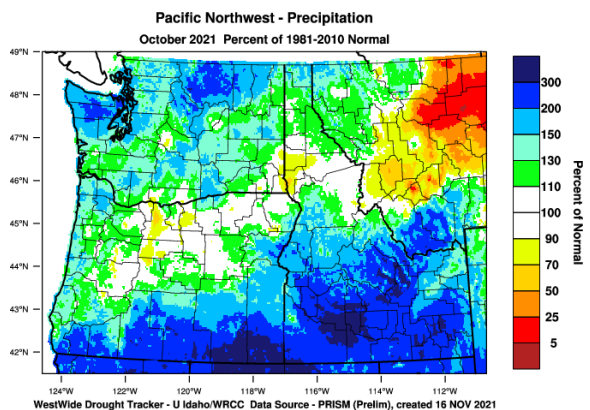 Pacific Northwest - Precipitation
October 2021 Percent of 1981-2010 Normal
49°N
48°N
47°N
46°N
45°N
44°N
43°N
42°N
124°W 122°W 120°W 118°W 116°W 114°W 112°W
300
200
150
130
110
100
90
70
50
25
5
Percent of Normal
WestWide Drought Tracker - U Idaho/WRCC Data Source - PRISM (Prelim), created 16 NOV 2021